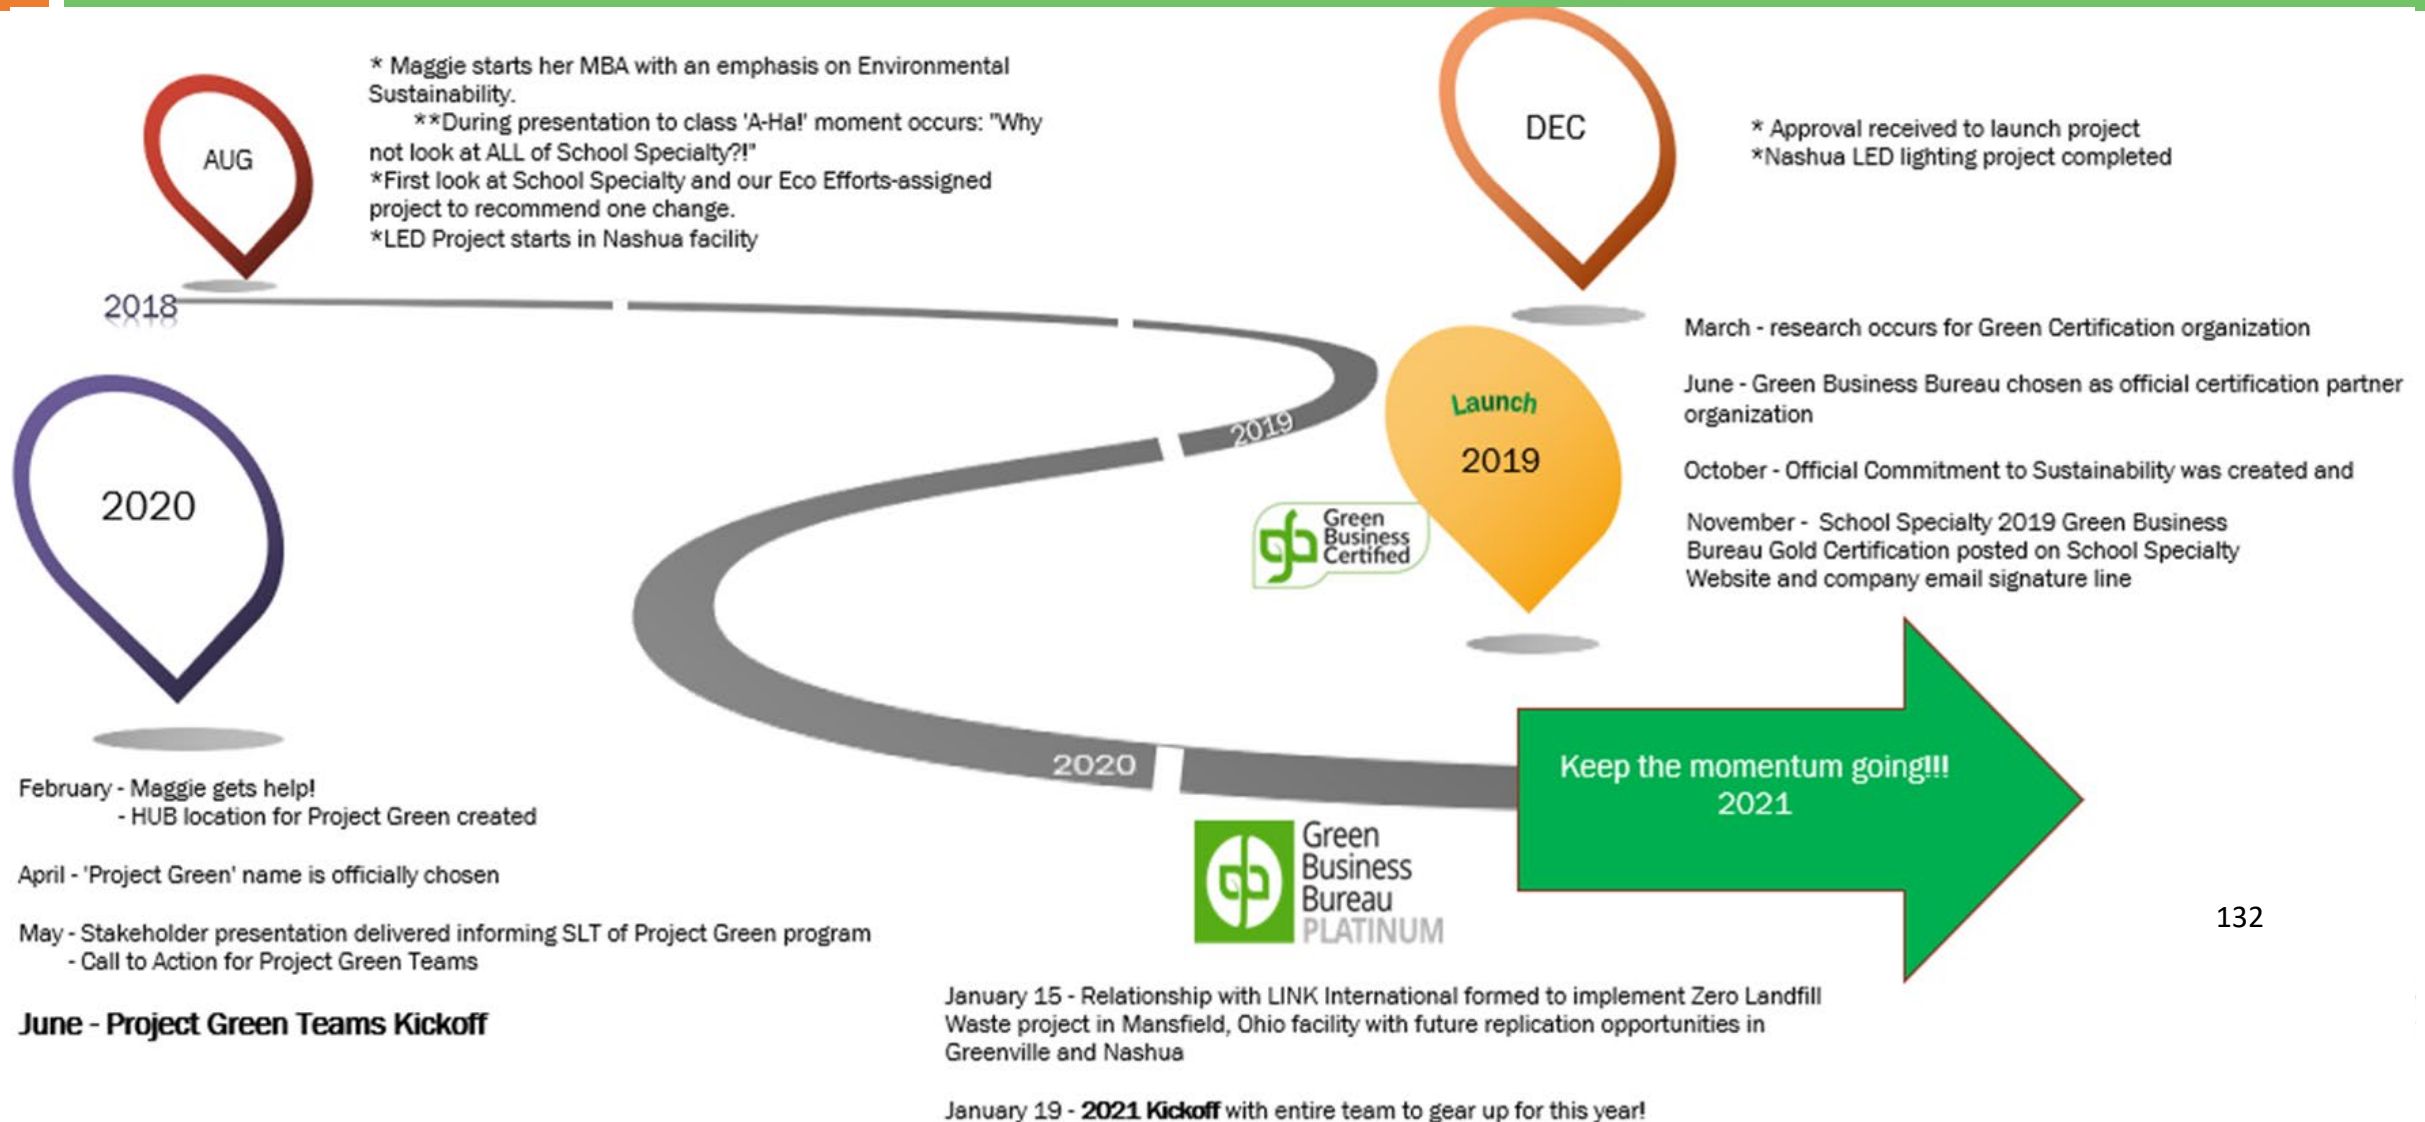 AUG
* Maggie starts her MBA with an emphasis on Environmental
Sustainability.
**During presentation to class 'A-Ha!' moment occurs: "Why
not look at ALL of School Specialty?!"
*First look at School Specialty and our Eco Efforts-assigned
project to recommend one change.
*LED Project starts in Nashua facility
2018
DEC
* Approval received to launch project
*Nashua LED lighting project completed
2019
Launch
2019
Green
Business
Certified
March - research occurs for Green Certification organization
June - Green Business Bureau chosen as official certification partner
organization
October - Official Commitment to Sustainability was created and
November - School Specialty 2019 Green Business
Bureau Gold Certification posted on School Specialty
Website and company email signature line
2020
February - Maggie gets help!
- HUB location for Project Green created
April - 'Project Green' name is officially chosen
May - Stakeholder presentation delivered informing SLT of Project Green program
- Call to Action for Project Green Teams
June - Project Green Teams Kickoff
2020
Keep the momentum going!!!
2021
Green
Business
Bureau
PLATINUM
January 15 - Relationship with LINK International formed to implement Zero Landfill
Waste project in Mansfield, Ohio facility with future replication opportunities in
Greenville and Nashua
January 19 - 2021 Kickoff with entire team to gear up for this year!
132